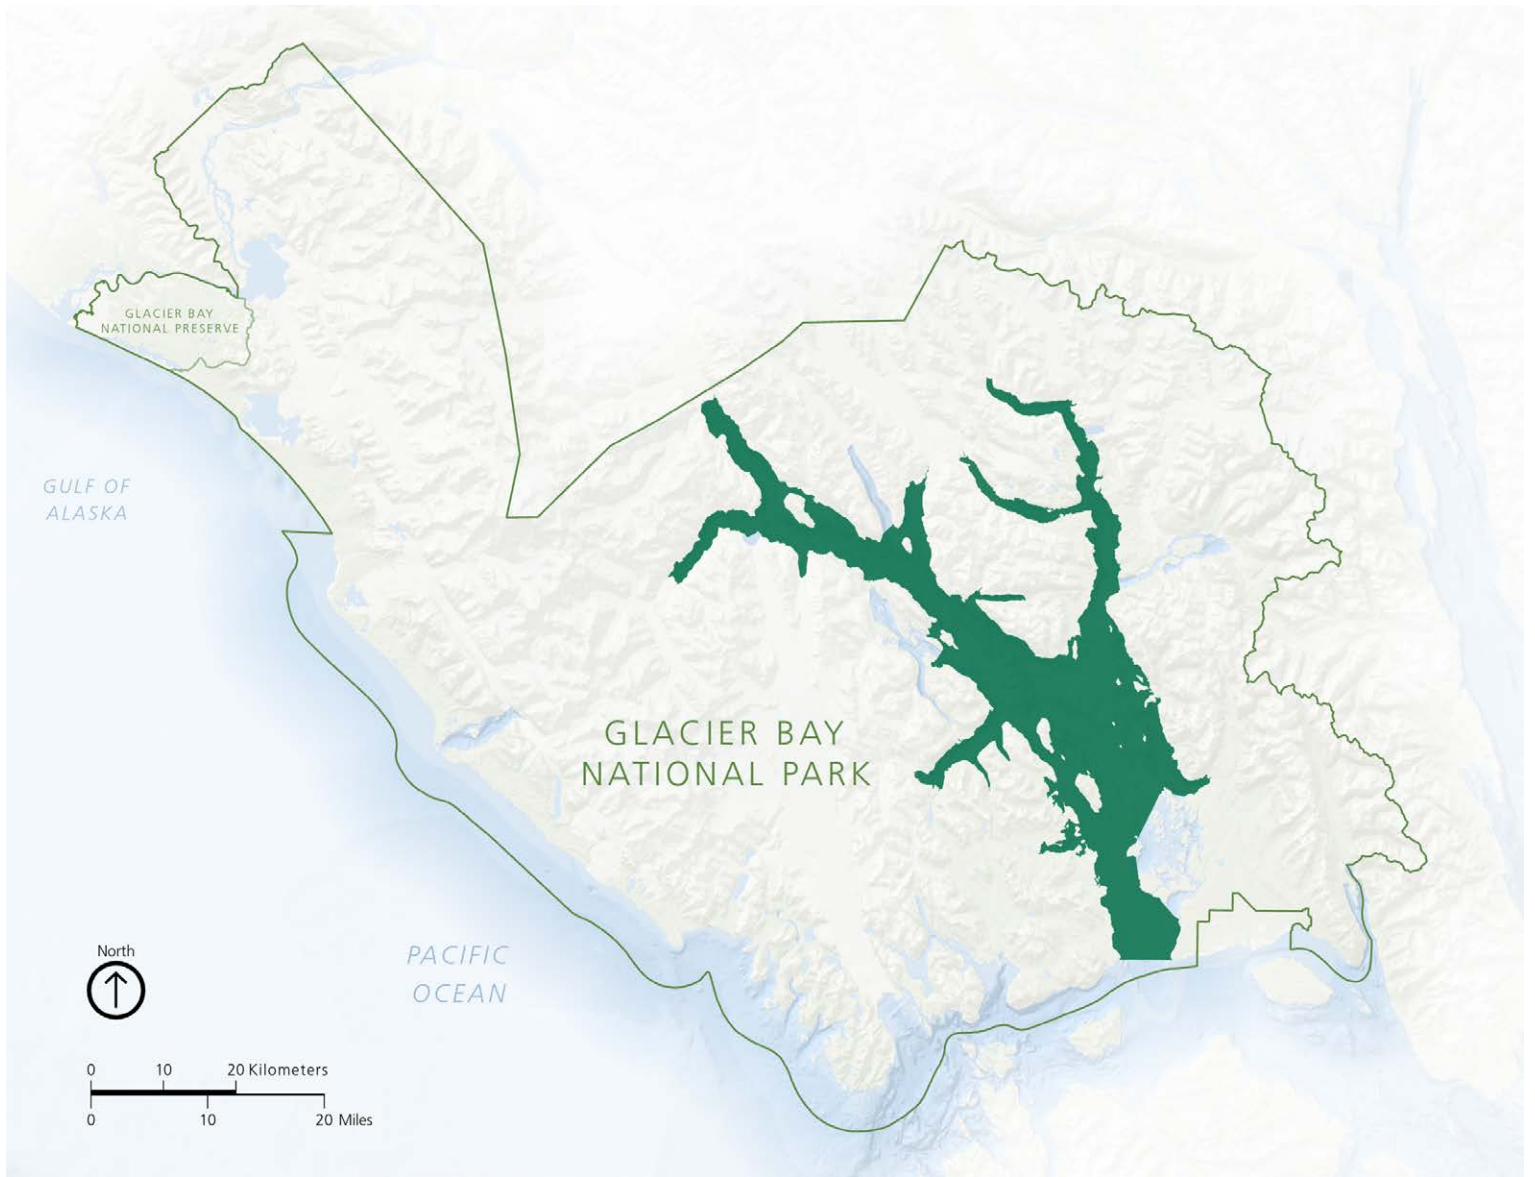 GLACIER BAY
NATIONAL PRESERVE
GULF OF
ALASKA
GLACIER BAY
NATIONAL PARK
PACIFIC
OCEAN
North
0 10 20 Kilometers
0 10 20 Miles